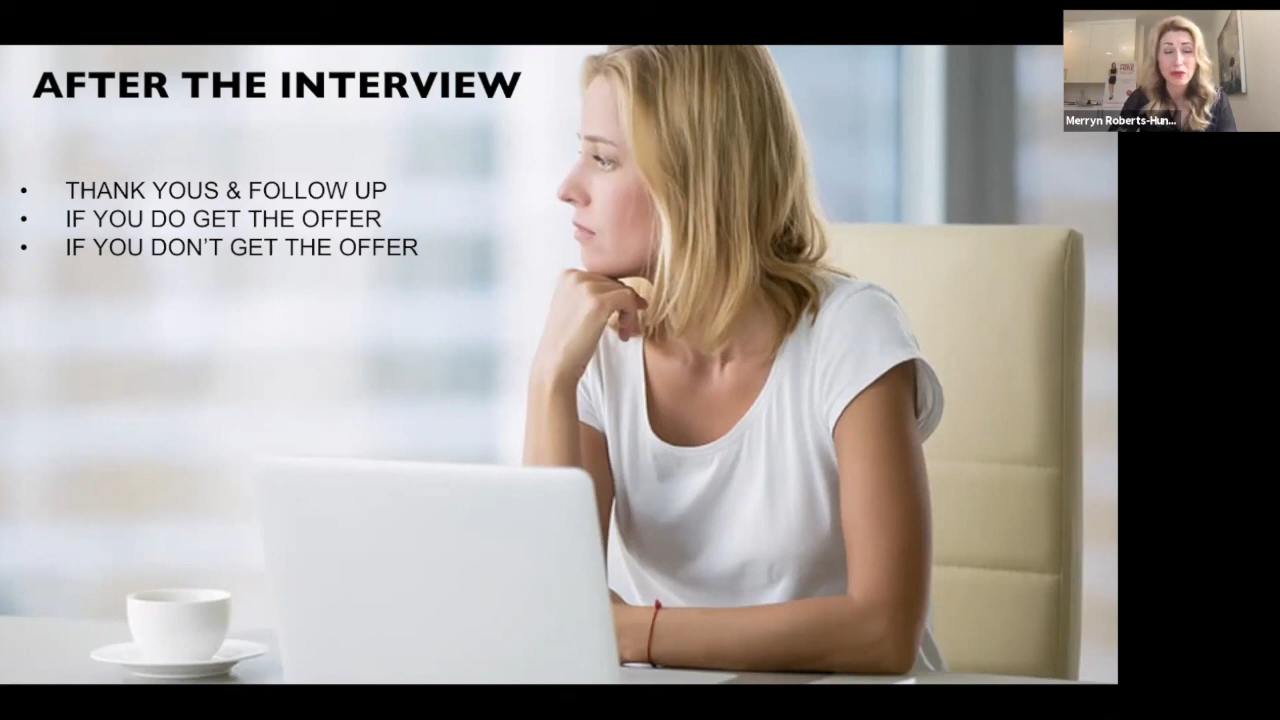 AFTER THE INTERVIEW
• THANK YOUS & FOLLOW UP
• IF YOU DO GET THE OFFER
• IF YOU DON'T GET THE OFFER
Merryn Roberts-Hun...